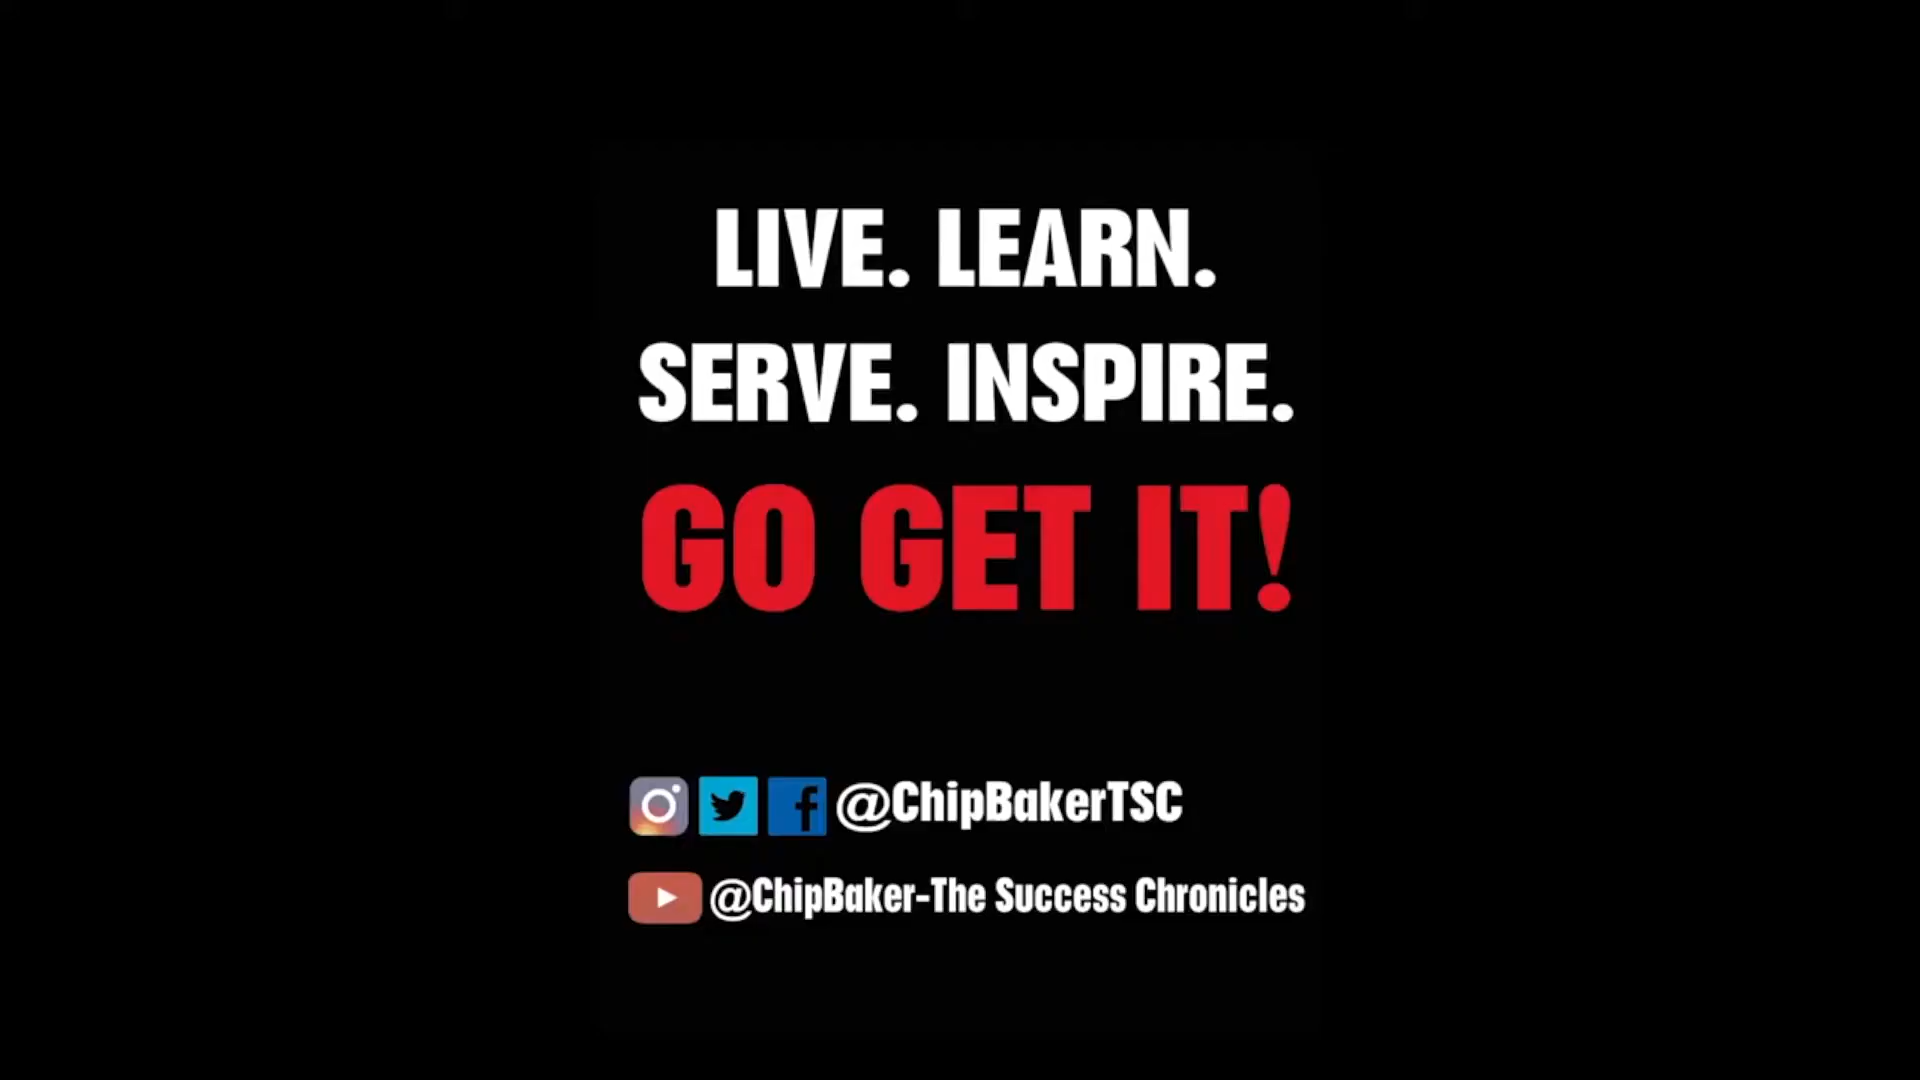 LIVE. LEARN.
SERVE. INSPIRE.
GO GET IT!
@ChipBakerTSC
@ChipBaker-The Success Chronicles